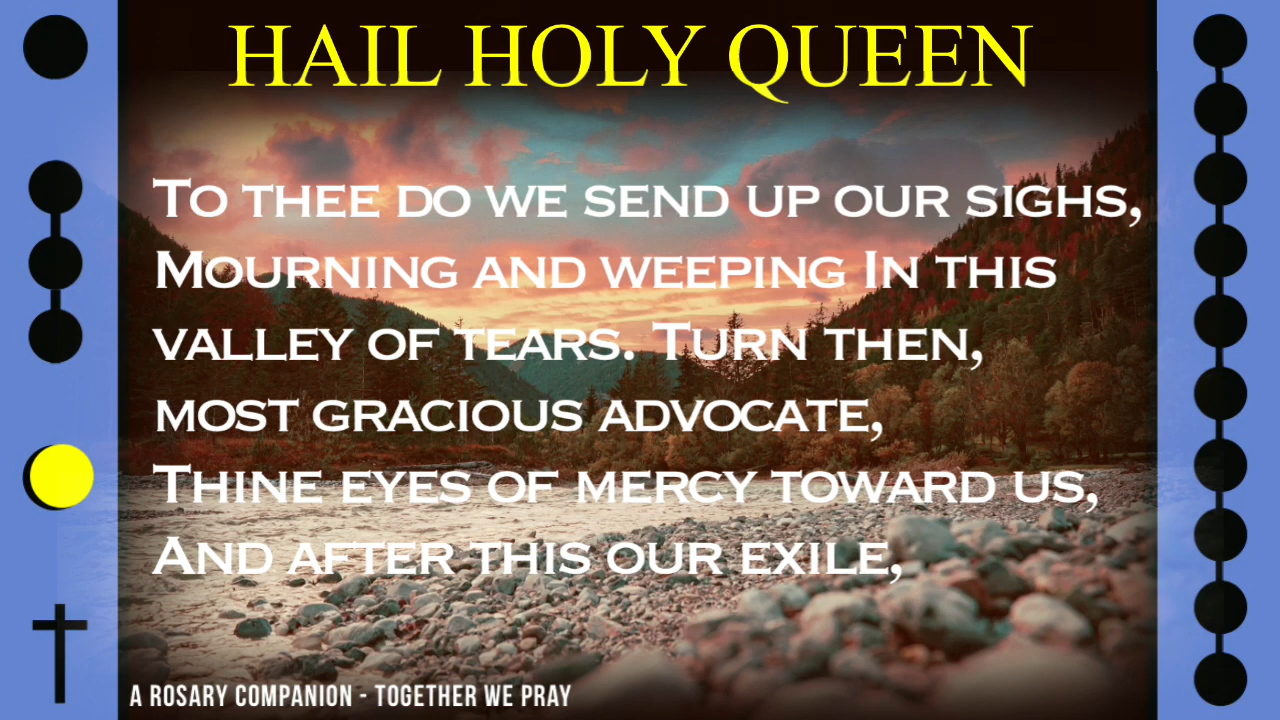 HAIL HOLY QUEEN
To thee do we send up our sighs,
Mourning and weeping In this
valley of tears. Turn then,
most gracious advocate,
Thine eyes of mercy toward us,
And after this our exile,
A ROSARY COMPANION - TOGETHER WE PRAY